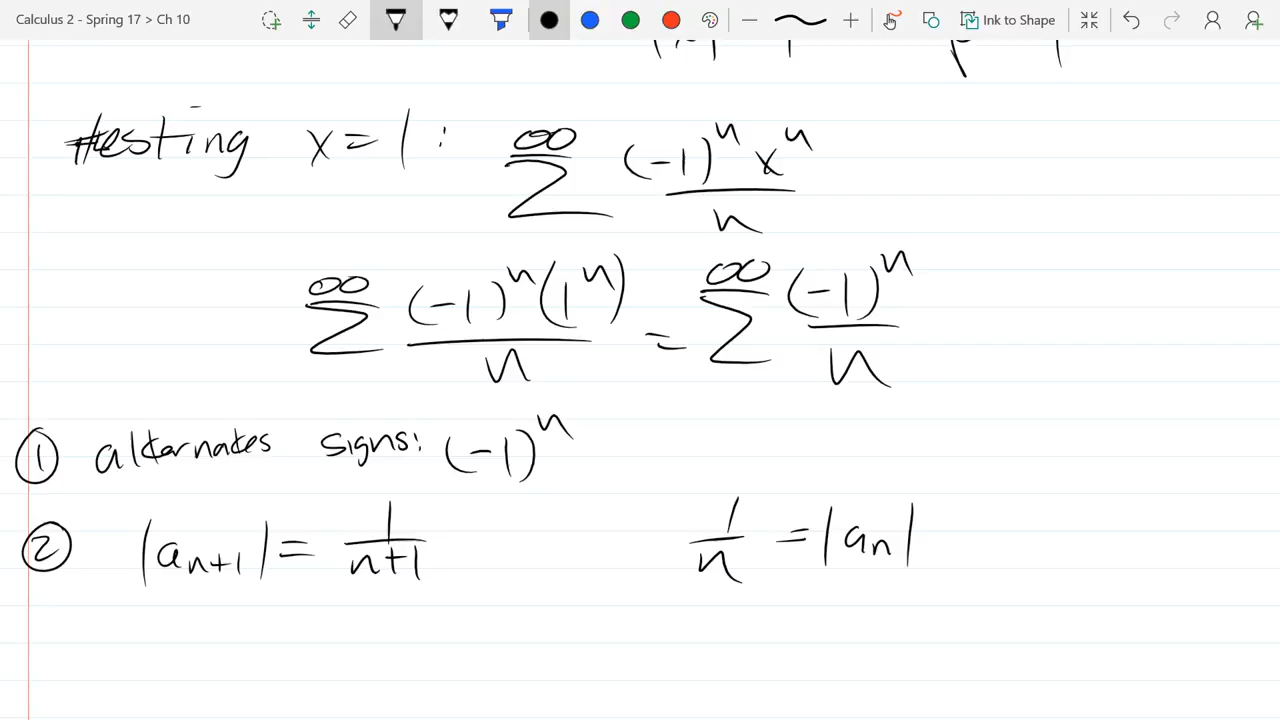 Calculus 2 - Spring 17 > Ch 10
Ink to Shape
testing x = 1 : ∞ Σ (-1)^n x^n / n
∞ Σ (-1)^n (1^n) / n = ∞ Σ (-1)^n / n
① alternates signs: (-1)^n
② |a_{n+1}| = 1/(n+1) 1/n = |a_n|